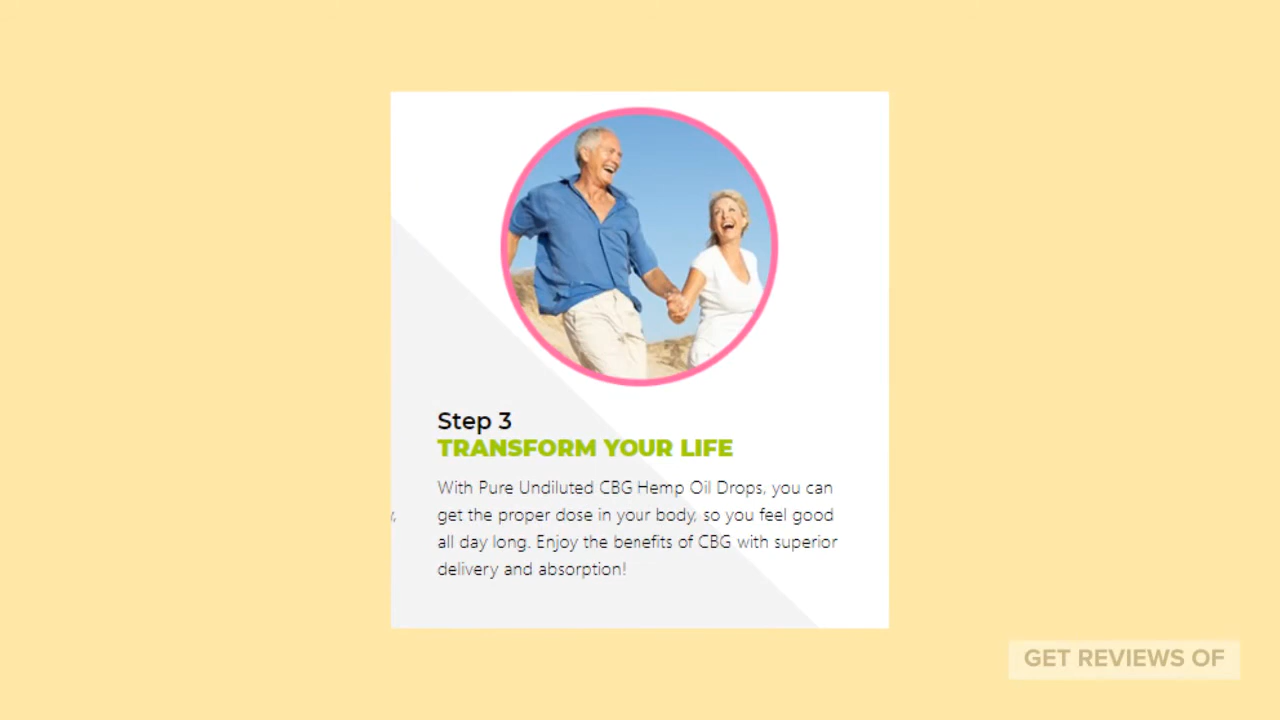 Step 3
TRANSFORM YOUR LIFE
With Pure Undiluted CBG Hemp Oil Drops, you can
get the proper dose in your body, so you feel good
all day long. Enjoy the benefits of CBG with superior
delivery and absorption!
GET REVIEWS OF